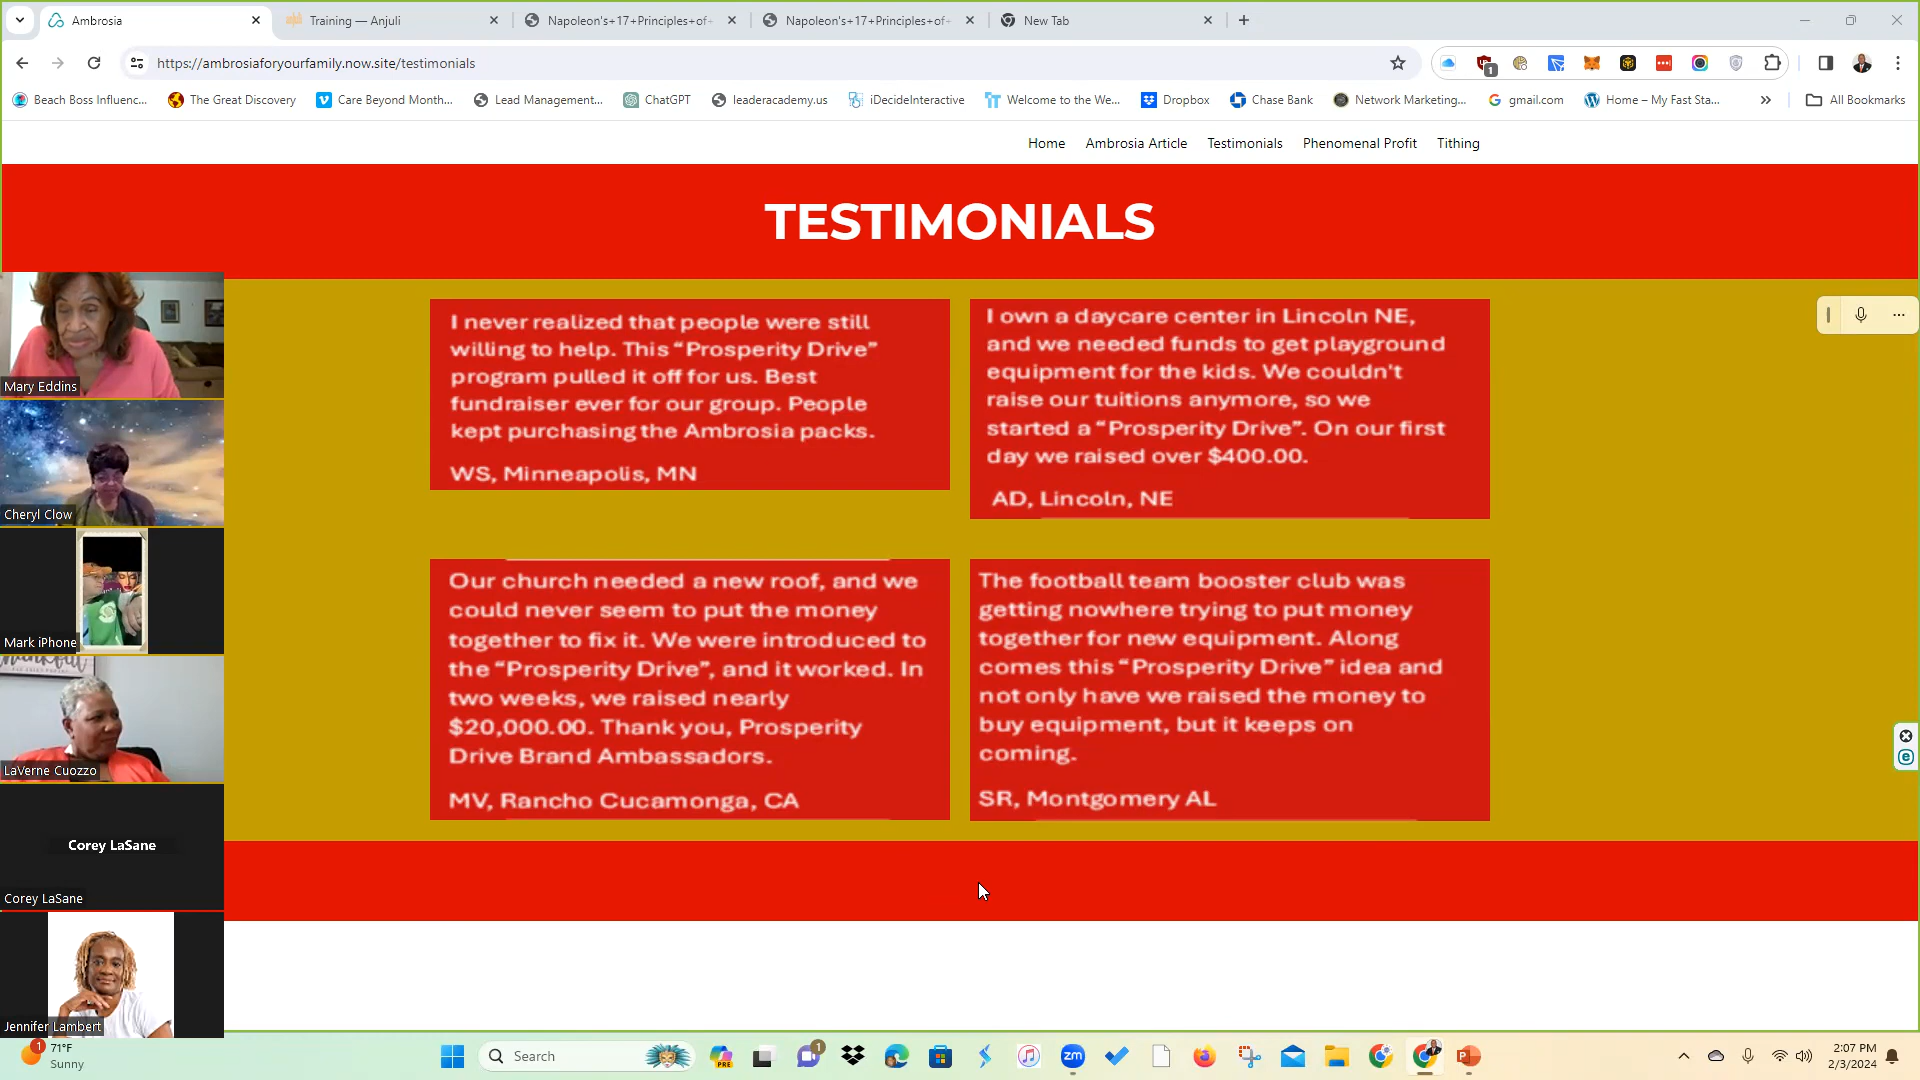 Ambrosia
Training — Anjuli
Napoleon's+17+Principles+of+
Napoleon's+17+Principles+of+
New Tab
https://ambrosiaforyourfamily.now.site/testimonials
1
Beach Boss Influenc...
The Great Discovery
Care Beyond Month...
Lead Management...
ChatGPT
leaderacademy.us
iDecideInteractive
Welcome to the We...
Dropbox
Chase Bank
Network Marketing...
gmail.com
Home – My Fast Sta...
All Bookmarks
Home
Ambrosia Article
Testimonials
Phenomenal Profit
Tithing
TESTIMONIALS
I never realized that people were still
willing to help. This “Prosperity Drive”
program pulled it off for us. Best
fundraiser ever for our group. People
kept purchasing the Ambrosia packs.
WS, Minneapolis, MN
I own a daycare center in Lincoln NE,
and we needed funds to get playground
equipment for the kids. We couldn't
raise our tuitions anymore, so we
started a “Prosperity Drive”. On our first
day we raised over $400.00.
AD, Lincoln, NE
Our church needed a new roof, and we
could never seem to put the money
together to fix it. We were introduced to
the “Prosperity Drive”, and it worked. In
two weeks, we raised nearly
$20,000.00. Thank you, Prosperity
Drive Brand Ambassadors.
MV, Rancho Cucamonga, CA
The football team booster club was
getting nowhere trying to put money
together for new equipment. Along
comes this “Prosperity Drive” idea and
not only have we raised the money to
buy equipment, but it keeps on
coming.
SR, Montgomery AL
Mary Eddins
Cheryl Clow
Mark iPhone
LaVerne Cuozzo
Corey LaSane
Corey LaSane
Jennifer Lambert
1
71°F
Sunny
Search
PRE
1
zm
2:07 PM
2/3/2024